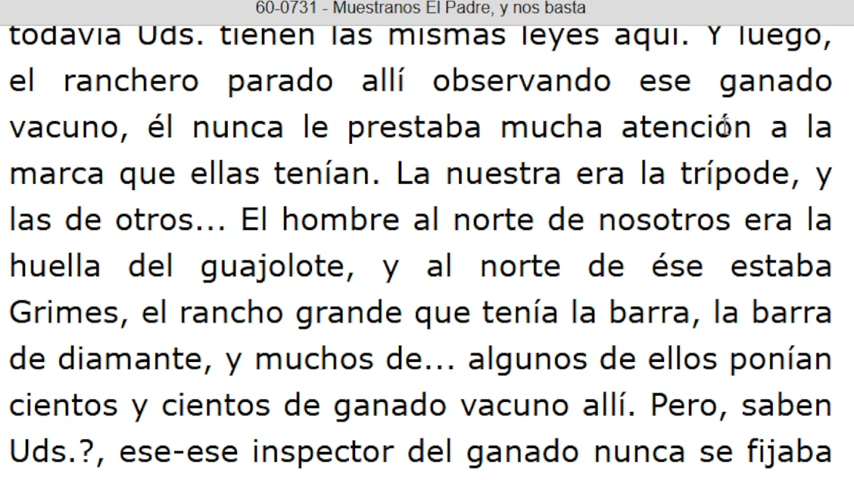 60-0731 - Muestranos El Padre, y nos basta
todavía Uds. tienen las mismas leyes aquí. Y luego,
el ranchero parado allí observando ese ganado
vacuno, él nunca le prestaba mucha atención a la
marca que ellas tenían. La nuestra era la trípode, y
las de otros... El hombre al norte de nosotros era la
huella del guajolote, y al norte de ése estaba
Grimes, el rancho grande que tenía la barra, la barra
de diamante, y muchos de... algunos de ellos ponían
cientos y cientos de ganado vacuno allí. Pero, saben
Uds.?, ese-ese inspector del ganado nunca se fijaba